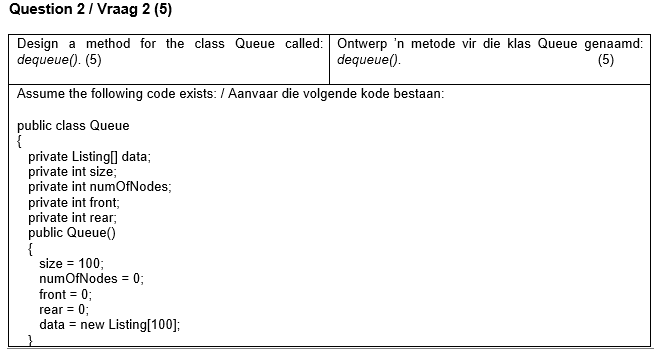 Question 2 / Vraag 2 (5)
Design a method for the class Queue called: dequeue(). (5)
Ontwerp 'n metode vir die klas Queue genaamd: dequeue(). (5)
Assume the following code exists: / Aanvaar die volgende kode bestaan:
public class Queue
{
private Listing[] data;
private int size;
private int numOfNodes;
private int front;
private int rear;
public Queue()
{
size = 100;
numOfNodes = 0;
front = 0;
rear = 0;
data = new Listing[100];
}